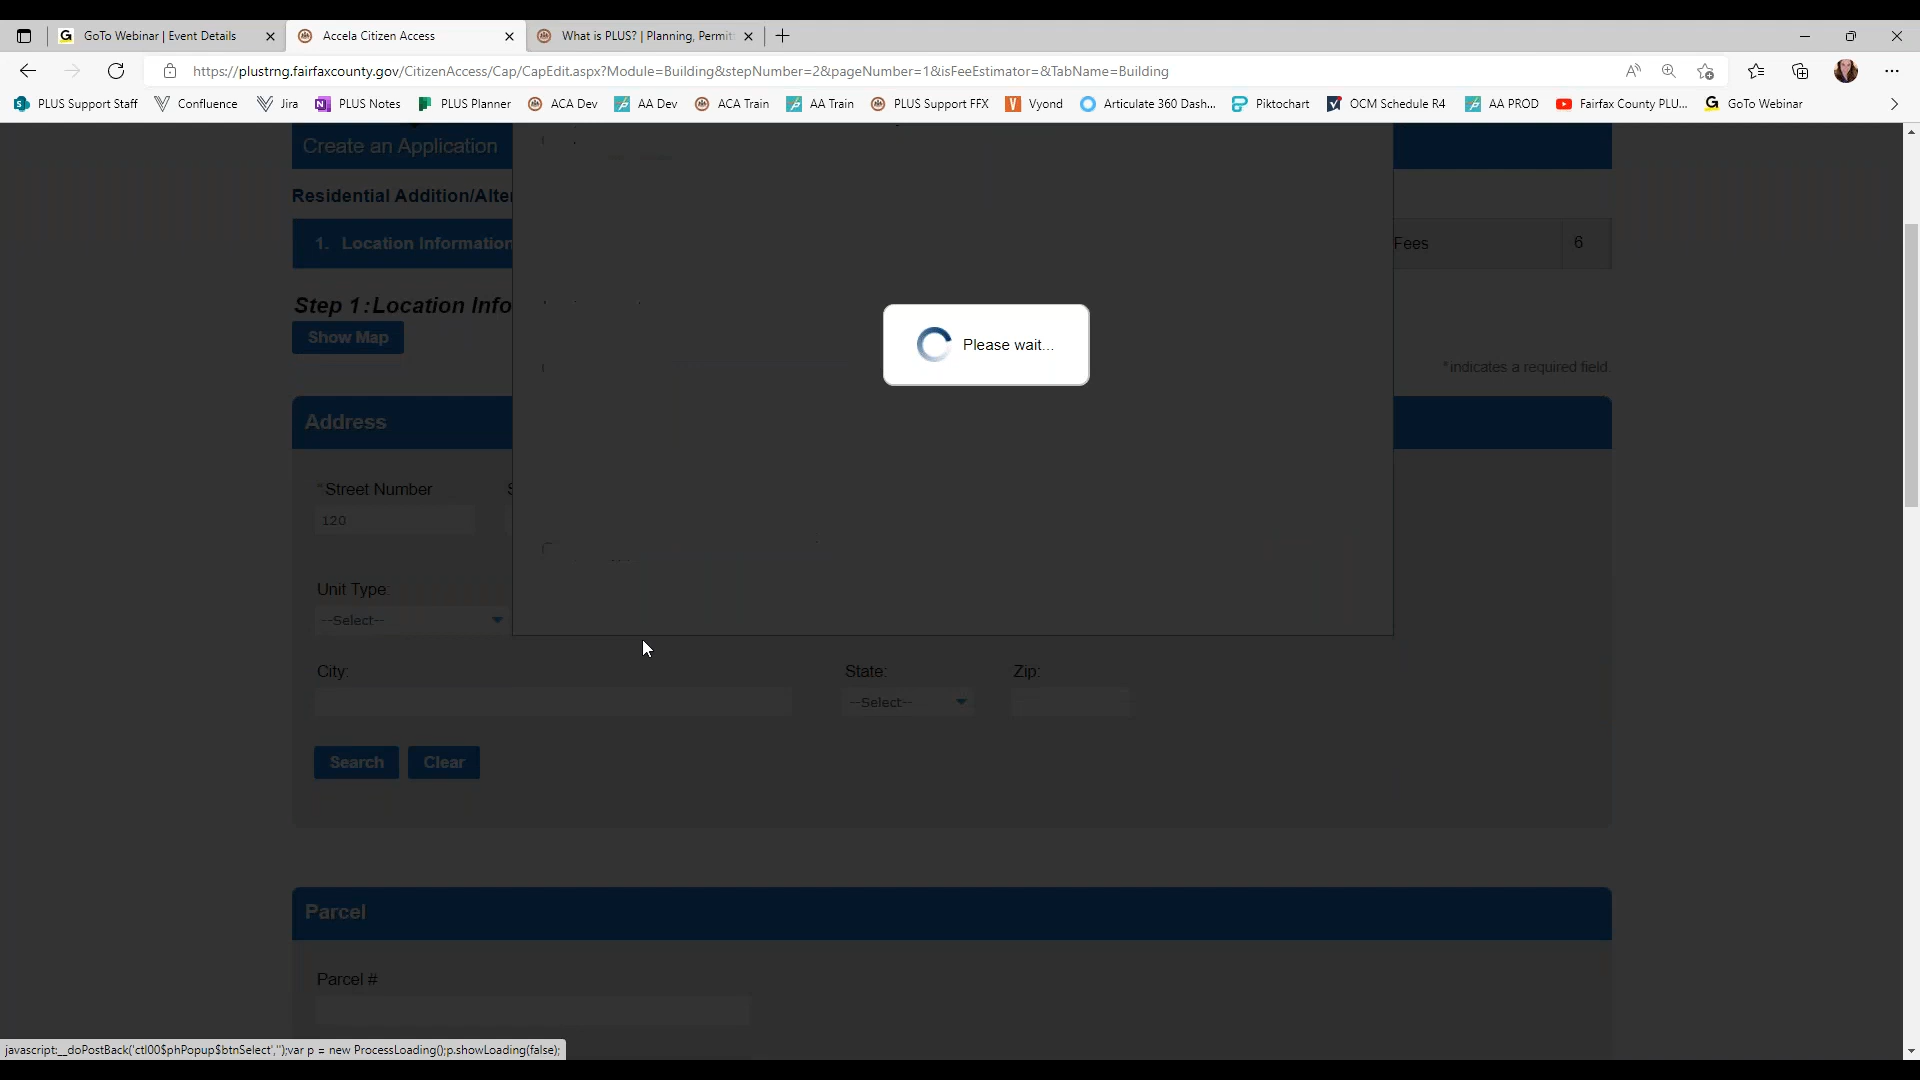 GoTo Webinar | Event Details
Accela Citizen Access
What is PLUS? | Planning, Permit
https://plustrng.fairfaxcounty.gov/CitizenAccess/Cap/CapEdit.aspx?Module=Building&stepNumber=2&pageNumber=1&isFeeEstimator=&TabName=Building
PLUS Support Staff
Confluence
Jira
PLUS Notes
PLUS Planner
ACA Dev
AA Dev
ACA Train
AA Train
PLUS Support FFX
Vyond
Articulate 360 Dash...
Piktochart
OCM Schedule R4
AA PROD
Fairfax County PLU...
GoTo Webinar
Create an Application
Residential Addition/Alte
1. Location Information
Fees
6
Step 1:Location Info
Show Map
Please wait...
*indicates a required field.
Address
*Street Number
120
Unit Type:
--Select--
City:
State:
Zip:
--Select--
Search
Clear
Parcel
Parcel #
javascript:__doPostBack('ctl00$phPopup$btnSelect','');var p = new ProcessLoading();p.showLoading(false);